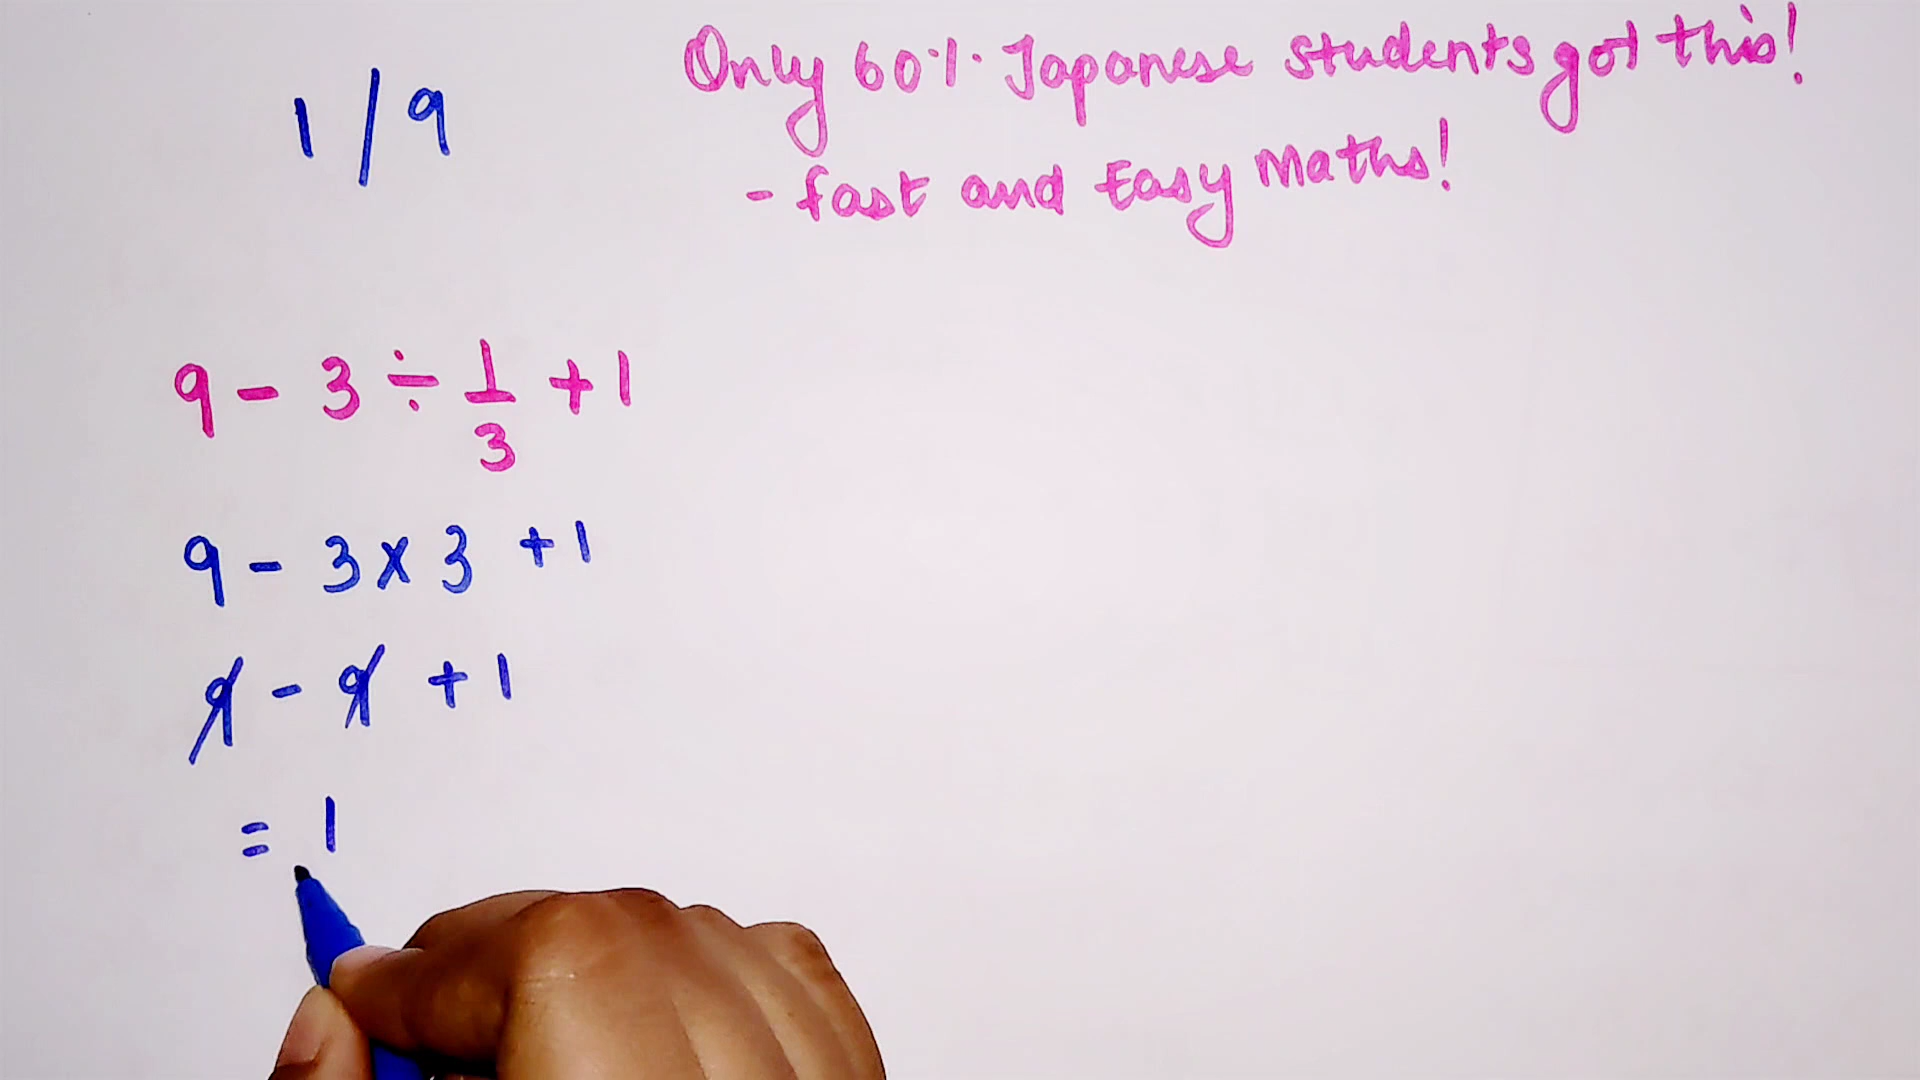 1 / 9
Only 60% Japanese students got this!
- fast and Easy Maths!
9 - 3 ÷ 1/3 + 1
9 - 3 × 3 + 1
9 - 9 + 1
= 1